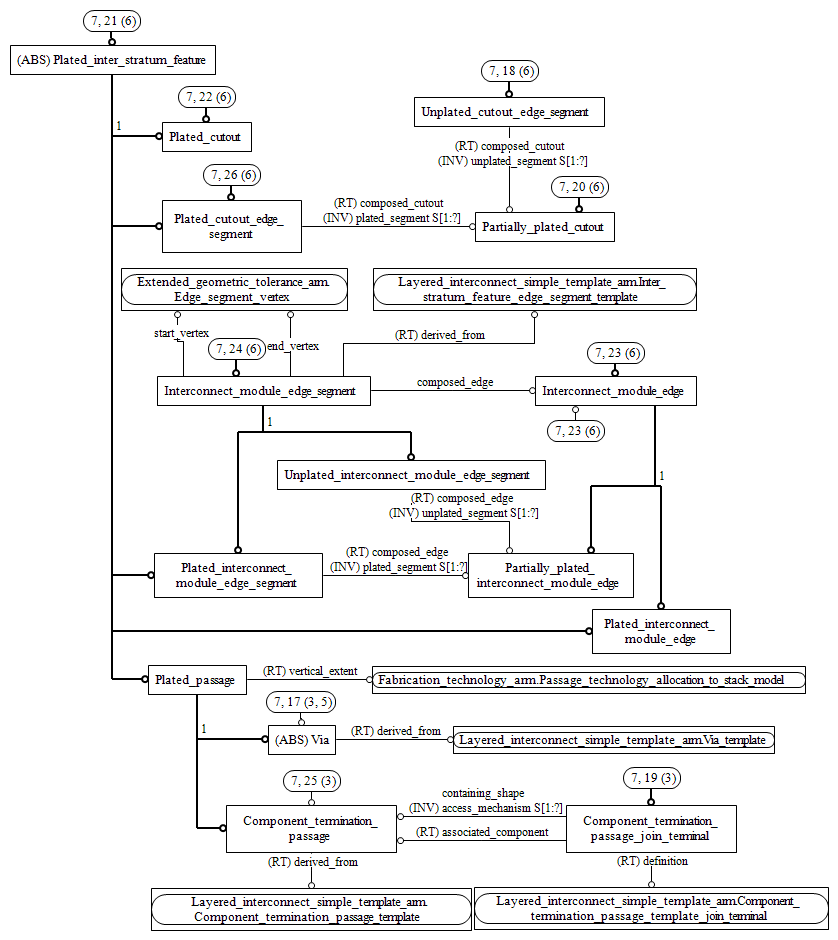 7, 21 (6)
(ABS) Plated_inter_stratum_feature
7, 18 (6)
7, 22 (6)
Unplated_cutout_edge_segment
1
Plated_cutout
(RT) composed_cutout
(INV) unplated_segment S[1:?]
7, 26 (6)
7, 20 (6)
(RT) composed_cutout
(INV) plated_segment S[1:?]
Plated_cutout_edge_
segment
Partially_plated_cutout
Extended_geometric_tolerance_arm.
Edge_segment_vertex
Layered_interconnect_simple_template_arm.Inter_
stratum_feature_edge_segment_template
start_vertex
(RT) derived_from
7, 24 (6)
end_vertex
7, 23 (6)
Interconnect_module_edge_segment
composed_edge
Interconnect_module_edge
1
7, 23 (6)
Unplated_interconnect_module_edge_segment
1
(RT) composed_edge
(INV) unplated_segment S[1:?]
(RT) composed_edge
(INV) plated_segment S[1:?]
Plated_interconnect_
module_edge_segment
Partially_plated_
interconnect_module_edge
Plated_interconnect_
module_edge
Plated_passage
(RT) vertical_extent
Fabrication_technology_arm.Passage_technology_allocation_to_stack_model
7, 17 (3, 5)
1
(ABS) Via
(RT) derived_from
Layered_interconnect_simple_template_arm.Via_template
7, 25 (3)
7, 19 (3)
containing_shape
(INV) access_mechanism S[1:?]
Component_termination_
passage
(RT) associated_component
Component_termination_
passage_join_terminal
(RT) derived_from
(RT) definition
Layered_interconnect_simple_template_arm.
Component_termination_passage_template
Layered_interconnect_simple_template_arm.Component_
termination_passage_template_join_terminal